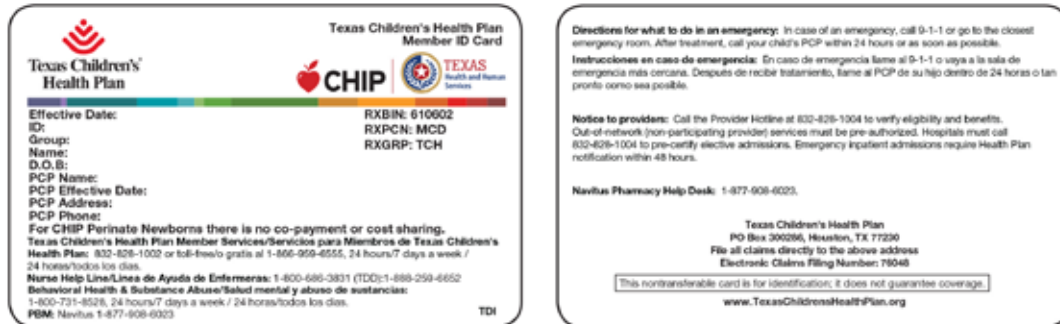 Texas Children's
Health Plan
Texas Children's Health Plan
Member ID Card
CHIP
TEXAS
Health and Human
Services
Effective Date:
ID:
Group:
Name:
D.O.B:
PCP Name:
PCP Effective Date:
PCP Address:
PCP Phone:
RXBIN: 610602
RXPCN: MCD
RXGRP: TCH
For CHIP Perinate Newborns there is no co-payment or cost sharing.
Texas Children's Health Plan Member Services/Servicios para Miembros de Texas Children's
Health Plan: 832-828-1002 or toll-free/o gratis al 1-866-959-6555, 24 hours/7 days a week /
24 horas/todos los dias.
Nurse Help Line/Linea de Ayuda de Enfermeras: 1-800-686-3831 (TDD):1-888-259-6652
Behavioral Health & Substance Abuse/Salud mental y abuso de sustancias:
1-800-731-8528, 24 hours/7 days a week / 24 horas/todos los dias.
PBM: Navitus 1-877-908-6023
TDI
Directions for what to do in an emergency: In case of an emergency, call 9-1-1 or go to the closest
emergency room. After treatment, call your child's PCP within 24 hours or as soon as possible.
Instrucciones en caso de emergencia: En caso de emergencia llame al 9-1-1 o vaya a la sala de
emergencia más cercana. Después de recibir tratamiento, llame al PCP de su hijo dentro de 24 horas o tan
pronto como sea posible.
Notice to providers: Call the Provider Hotline at 832-828-1004 to verify eligibility and benefits.
Out-of-network (non-participating provider) services must be pre-authorized. Hospitals must call
832-828-1004 to pre-certify elective admissions. Emergency inpatient admissions require Health Plan
notification within 48 hours.
Navitus Pharmacy Help Desk: 1-877-908-6023.
Texas Children's Health Plan
PO Box 300286, Houston, TX 77230
File all claims directly to the above address
Electronic Claims Filing Number: 76048
This nontransferable card is for identification; it does not guarantee coverage.
www.TexasChildrensHealthPlan.org